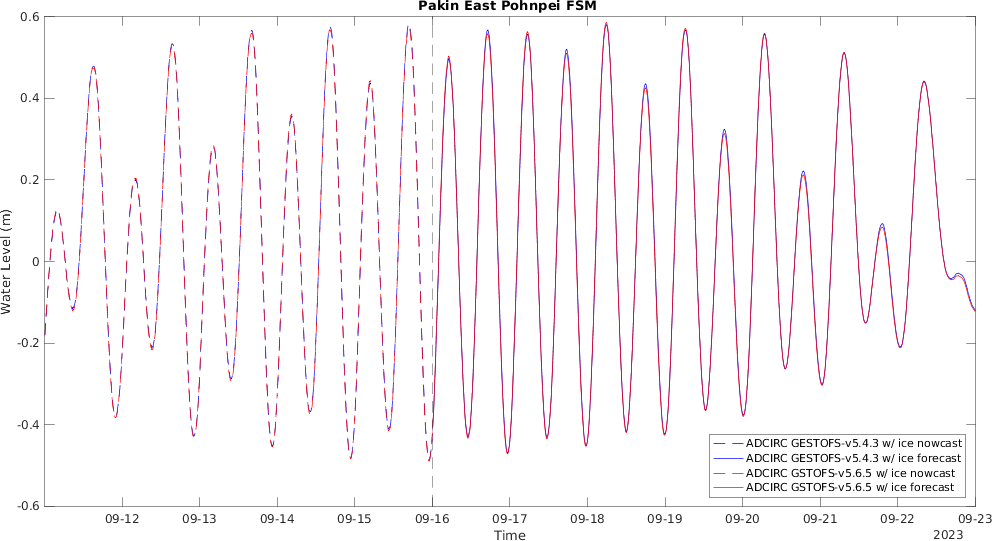 Pakin East Pohnpei FSM
0.6
0.4
0.2
0
-0.2
-0.4
-0.6
Water Level (m)
ADCIRC GESTOFS-v5.4.3 w/ ice nowcast
ADCIRC GESTOFS-v5.4.3 w/ ice forecast
ADCIRC GSTOFS-v5.6.5 w/ ice nowcast
ADCIRC GSTOFS-v5.6.5 w/ ice forecast
09-12 09-13 09-14 09-15 09-16 09-17 09-18 09-19 09-20 09-21 09-22 09-23
Time
2023